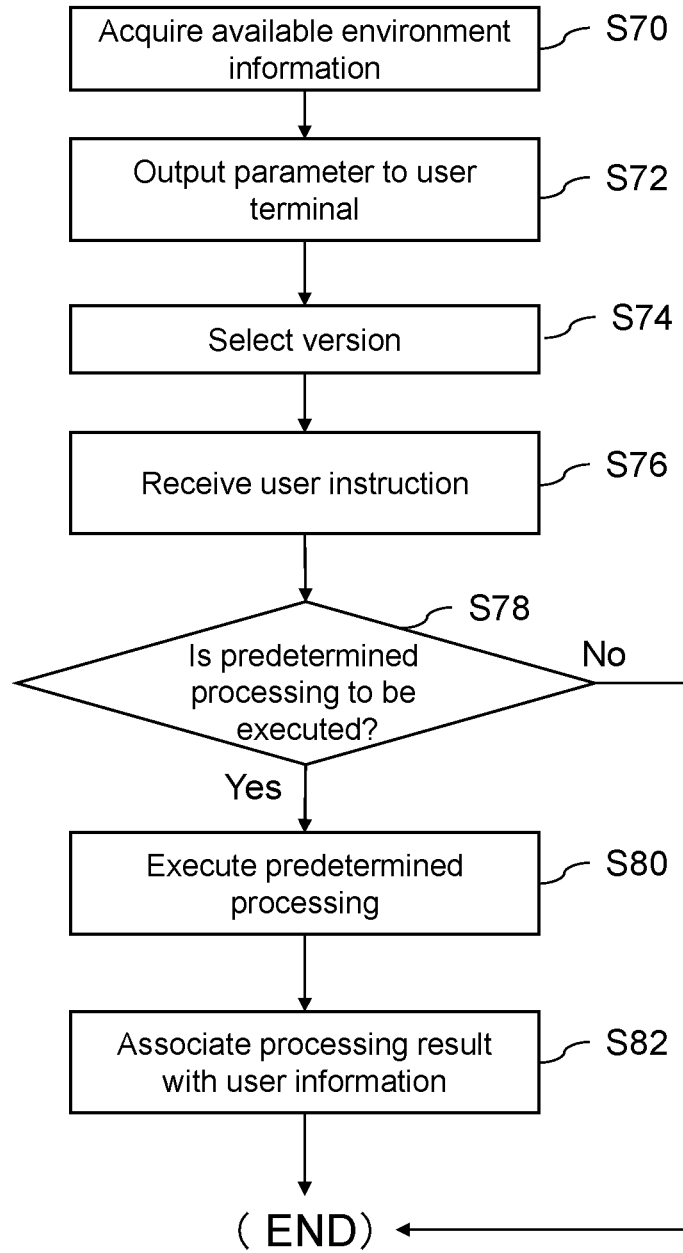 Acquire available environment
information
S70
Output parameter to user
terminal
S72
Select version
S74
Receive user instruction
S76
S78
Is predetermined
processing to be
executed?
No
Yes
Execute predetermined
processing
S80
Associate processing result
with user information
S82
( END )